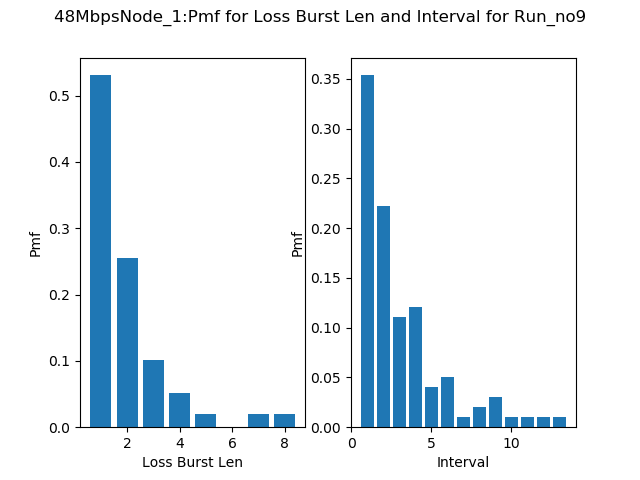 48MbpsNode_1:Pmf for Loss Burst Len and Interval for Run_no9
Pmf
0.5
0.4
0.3
0.2
0.1
0.0
2 4 6 8
Loss Burst Len
Pmf
0.35
0.30
0.25
0.20
0.15
0.10
0.05
0.00
0 5 10
Interval